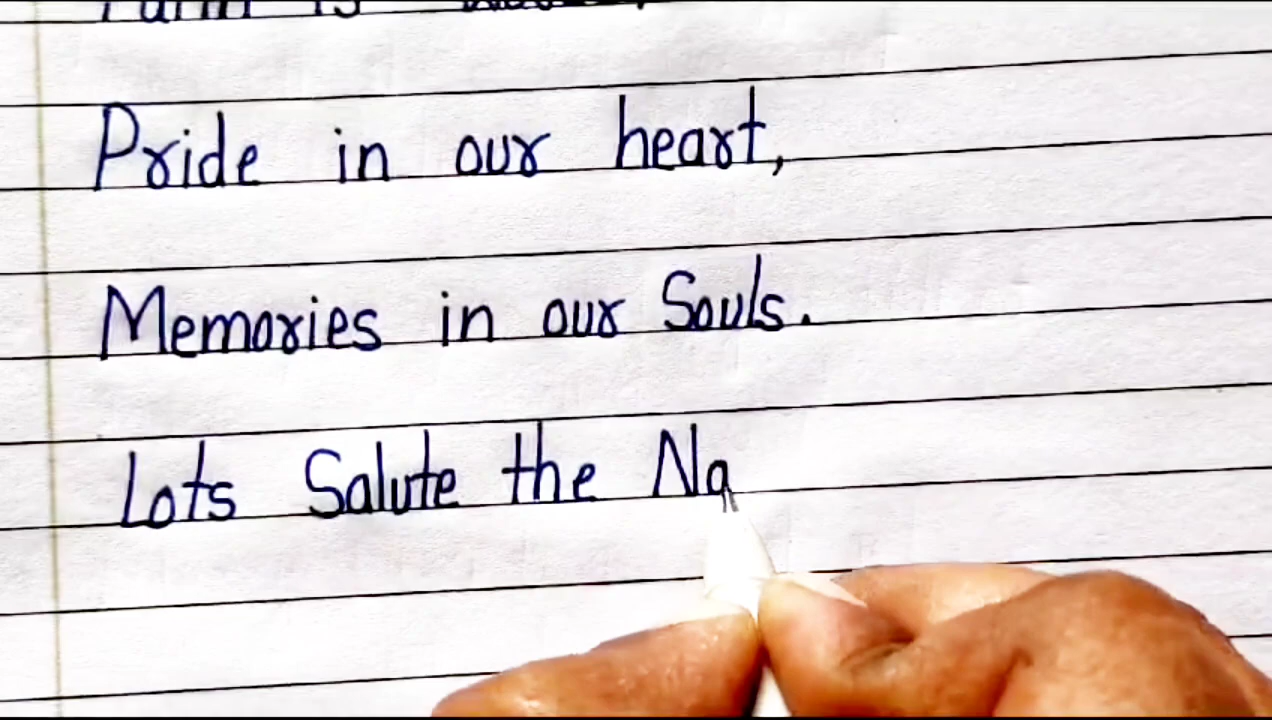 Pride in our heart,
Memories in our Souls.
Lots Salute the Na